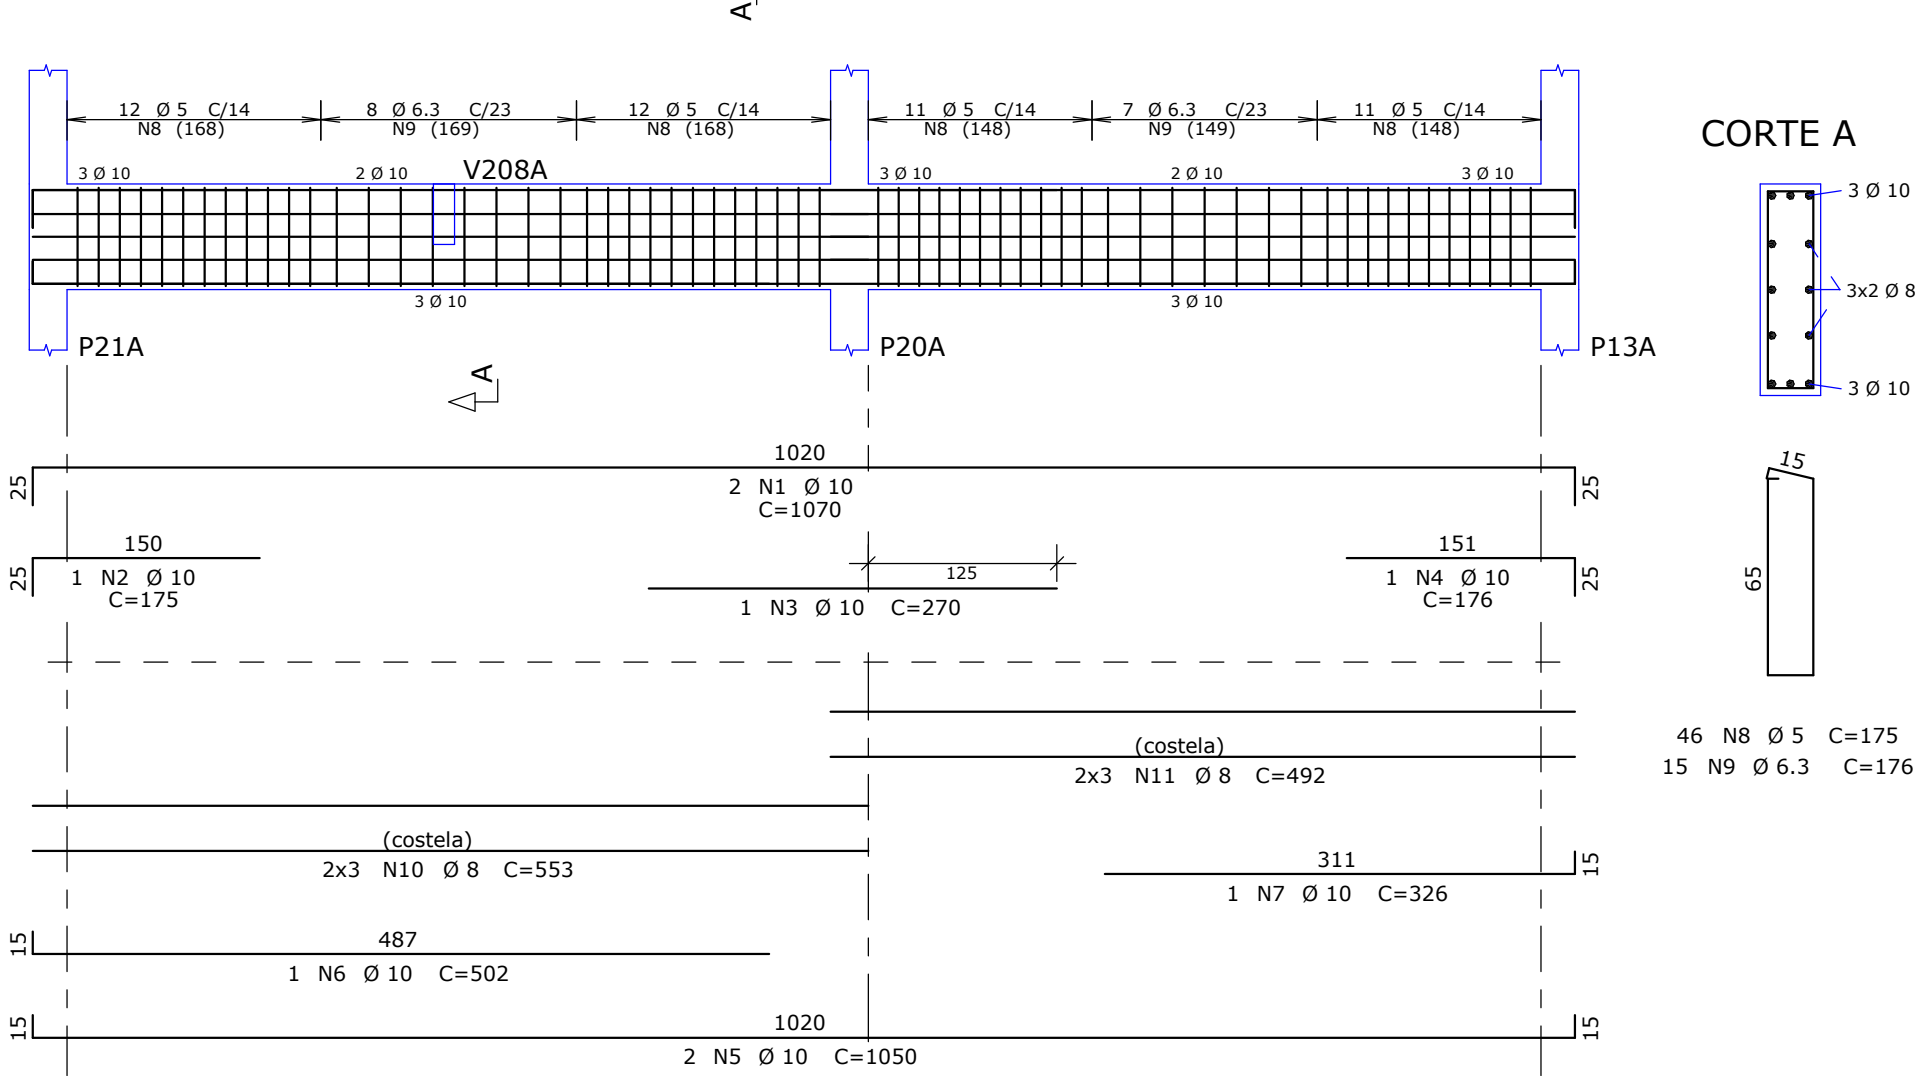 A
12 Ø 5 C/14
N8 (168)
8 Ø 6.3 C/23
N9 (169)
12 Ø 5 C/14
N8 (168)
11 Ø 5 C/14
N8 (148)
7 Ø 6.3 C/23
N9 (149)
11 Ø 5 C/14
N8 (148)
CORTE A
3 Ø 10
2 Ø 10
V208A
3 Ø 10
2 Ø 10
3 Ø 10
3 Ø 10
3x2 Ø 8
3 Ø 10
3 Ø 10
3 Ø 10
P21A
P20A
P13A
A
1020
25
2 N1 Ø 10
C=1070
25
15
65
150
25
1 N2 Ø 10
C=175
125
1 N3 Ø 10 C=270
151
1 N4 Ø 10
C=176
25
46 N8 Ø 5 C=175
15 N9 Ø 6.3 C=176
(costela)
2x3 N11 Ø 8 C=492
(costela)
2x3 N10 Ø 8 C=553
311
15
1 N7 Ø 10 C=326
487
15
1 N6 Ø 10 C=502
1020
15
15
2 N5 Ø 10 C=1050